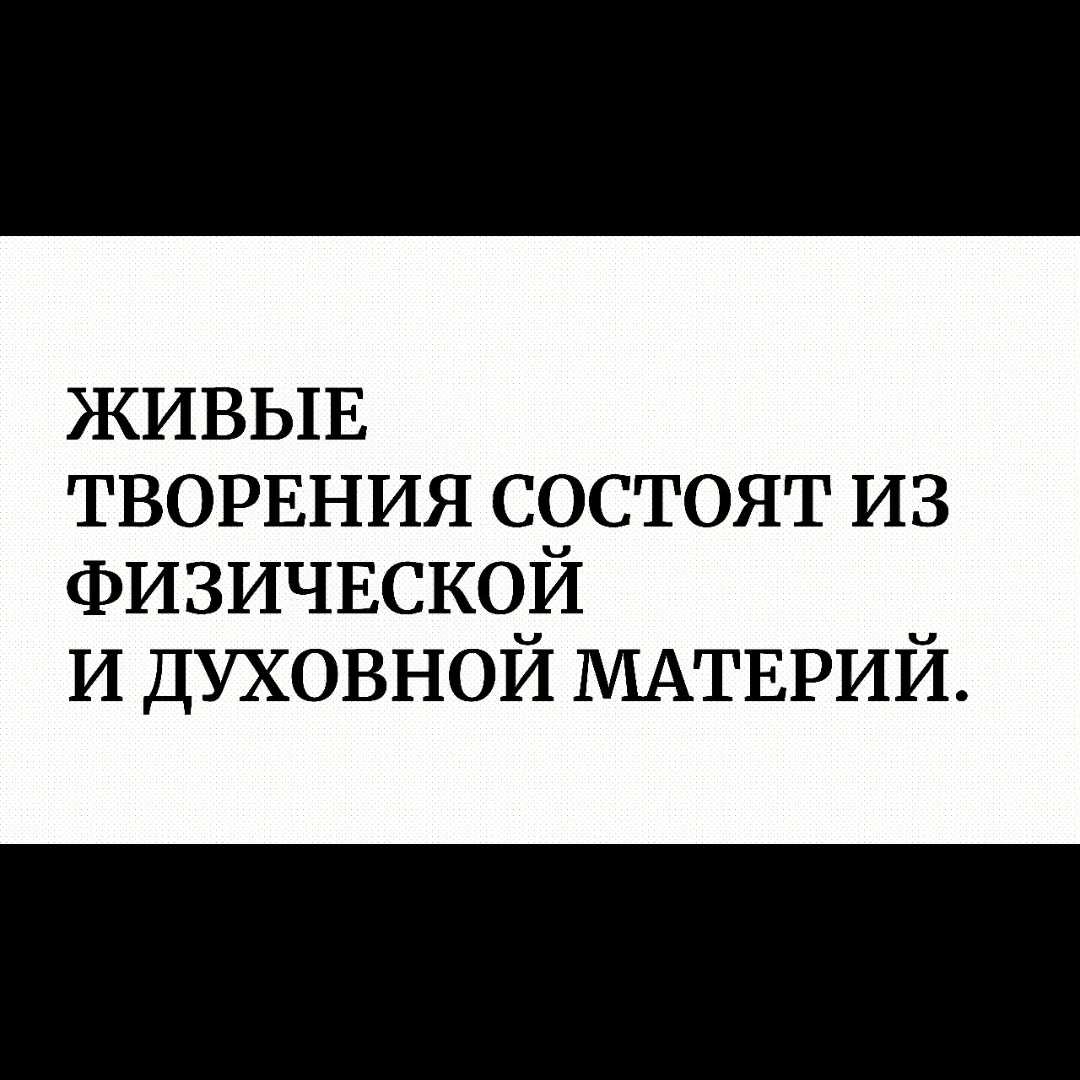 ЖИВЫЕ
ТВОРЕНИЯ СОСТОЯТ ИЗ
ФИЗИЧЕСКОЙ
И ДУХОВНОЙ МАТЕРИЙ.